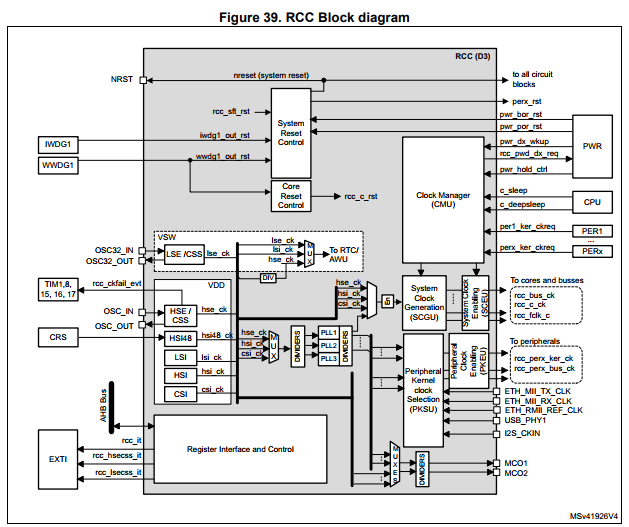 Figure 39. RCC Block diagram
RCC (D3)
NRST
nreset (system reset)
to all circuit
blocks
perx_rst
rcc_sft_rst
System
Reset
Control
pwr_bor_rst
pwr_por_rst
IWDG1
iwdg1_out_rst
WWDG1
wwdg1_out_rst
pwr_dx_wkup
rcc_pwd_dx_req
pwr_hold_ctrl
PWR
Core
Reset
Control
rcc_c_rst
Clock Manager
(CMU)
c_sleep
c_deepsleep
CPU
per1_ker_ckreq
PER1
...
perx_ker_ckreq
PERx
VSW
OSC32_IN
OSC32_OUT
LSE /CSS
lse_ck
lse_ck
lsi_ck
hse_ck
M
U
X
To RTC/
AWU
DIV
TIM1,8,
15, 16, 17
rcc_ckfail_evt
VDD
OSC_IN
OSC_OUT
HSE /
CSS
hse_ck
hse_ck
hsi_ck
csi_ck
En
System
Clock
Generation
(SCGU)
System Clock
Enabling
(SCEU)
To cores and busses
rcc_bus_ck
rcc_c_ck
rcc_fclk_c
CRS
HSI48
hsi48_ck
hse_ck
hsi_ck
csi_ck
M
U
X
DIVIDERS
PLL1
PLL2
PLL3
DIVIDERS
LSI
lsi_ck
HSI
hsi_ck
CSI
csi_ck
Peripheral
Kernel
clock
Selection
(PKSU)
Peripheral
Clock
Enabling
(PKEU)
To peripherals
rcc_perx_ker_ck
rcc_perx_bus_ck
ETH_MII_TX_CLK
ETH_MII_RX_CLK
ETH_RMII_REF_CLK
USB_PHY1
I2S_CKIN
AHB Bus
EXTI
rcc_it
rcc_hsecss_it
rcc_lsecss_it
Register Interface and Control
M
U
X
E
S
DIVIDERS
MCO1
MCO2
MSv41926V4